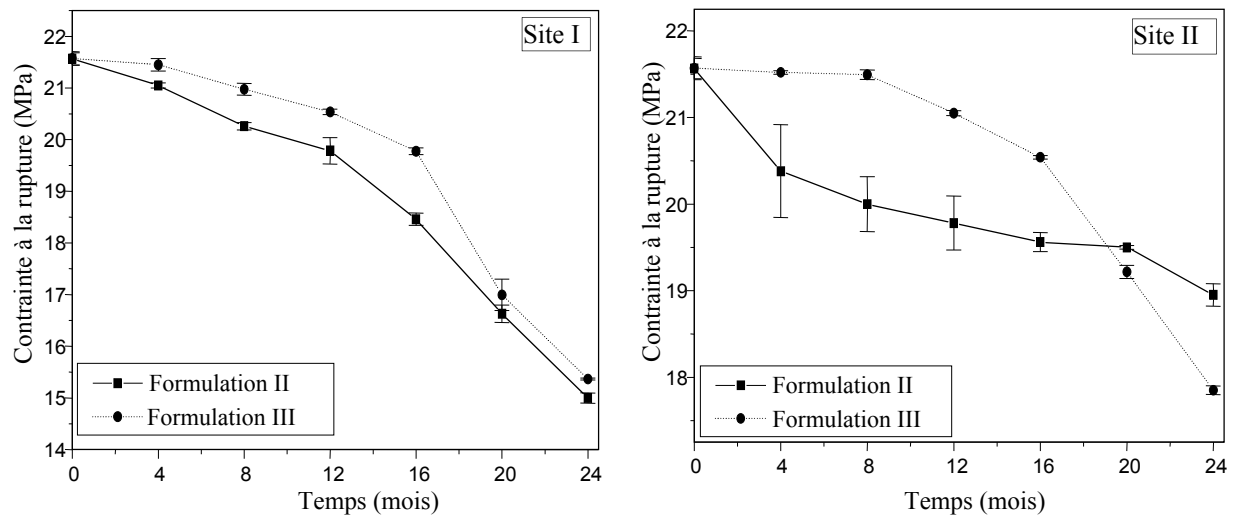 Site I
Contrainte à la rupture (MPa)
22
21
20
19
18
17
16
15
14
Formulation II
Formulation III
0 4 8 12 16 20 24
Temps (mois)
Site II
Contrainte à la rupture (MPa)
22
21
20
19
18
Formulation II
Formulation III
0 4 8 12 16 20 24
Temps (mois)